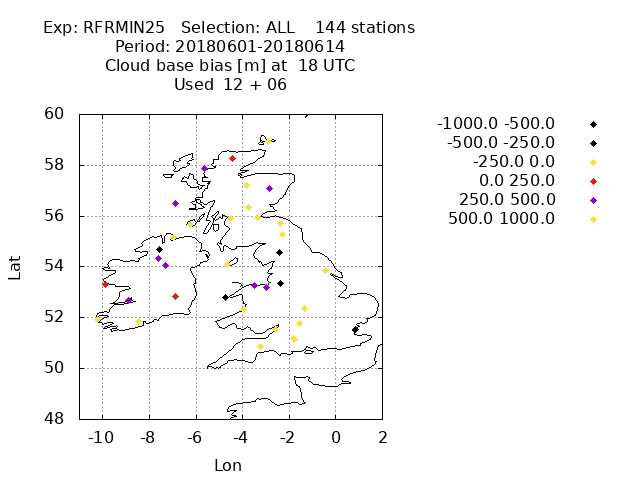 Exp: RFRMIN25   Selection: ALL    144 stations
Period: 20180601-20180614
Cloud base bias [m] at  18 UTC
Used  12 + 06
-1000.0 -500.0
-500.0 -250.0
-250.0 0.0
0.0 250.0
250.0 500.0
500.0 1000.0
60
58
56
54
52
50
48
Lat
-10 -8 -6 -4 -2 0 2
Lon